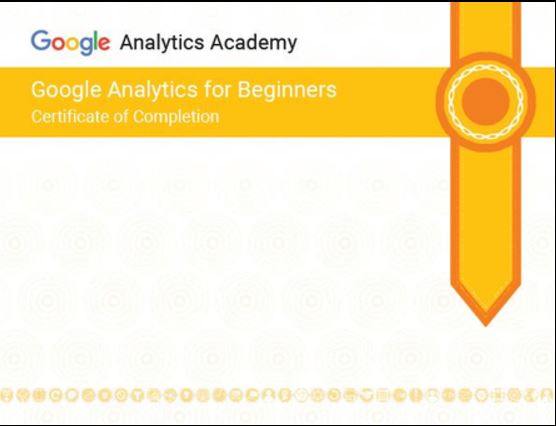 Google Analytics Academy
Google Analytics for Beginners
Certificate of Completion